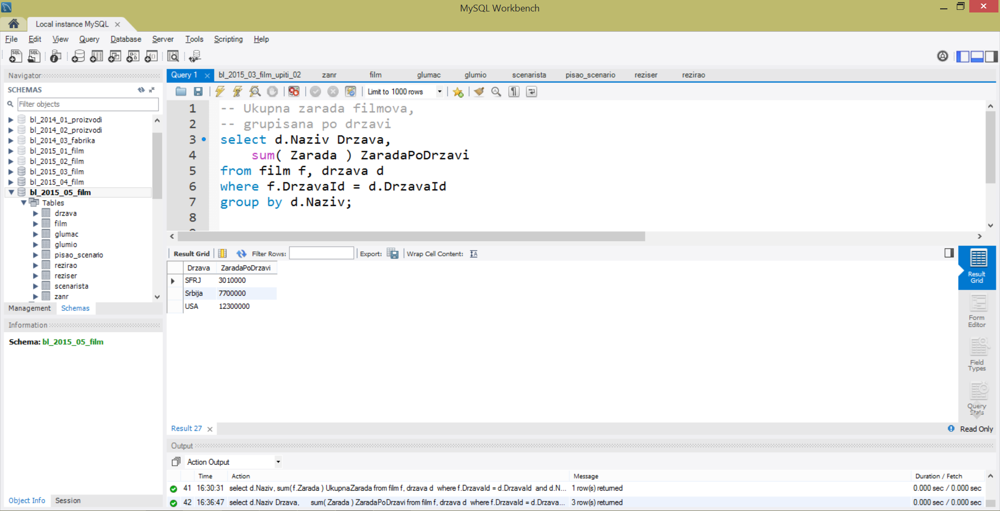 MySQL Workbench
Local instance MySQL
File Edit View Query Database Server Tools Scripting Help
Navigator
SCHEMAS
Filter objects
bl_2014_01_proizvodi
bl_2014_02_proizvodi
bl_2014_03_fabrika
bl_2015_01_film
bl_2015_02_film
bl_2015_03_film
bl_2015_04_film
bl_2015_05_film
Tables
drzava
film
glumac
glumio
pisao_scenario
rezirao
reziser
scenarista
zanr
Management Schemas
Information
Schema: bl_2015_05_film
Object Info Session
Query 1 bl_2015_03_film_upiti_02 zanr film glumac glumio scenarista pisao_scenario reziser rezirao
Limit to 1000 rows
1 -- Ukupna zarada filmova,
2 -- grupisana po drzavi
3 select d.Naziv Drzava,
4 sum( Zarada ) ZaradaPoDrzavi
5 from film f, drzava d
6 where f.DrzavaId = d.DrzavaId
7 group by d.Naziv;
8
Result Grid Filter Rows: Export: Wrap Cell Content:
Drzava ZaradaPoDrzavi
SFRJ 3010000
Srbija 7700000
USA 12300000
Result Grid
Form Editor
Field Types
Query Stats
Result 27
Read Only
Output
Action Output
Time Action Message Duration / Fetch
41 16:30:31 select d.Naziv, sum(f.Zarada ) UkupnaZarada from film f, drzava d where f.DrzavaId = d.DrzavaId and d.N... 1 row(s) returned 0.000 sec / 0.000 sec
42 16:36:47 select d.Naziv Drzava, sum( Zarada ) ZaradaPoDrzavi from film f, drzava d where f.DrzavaId = d.Drzava... 3 row(s) returned 0.000 sec / 0.000 sec